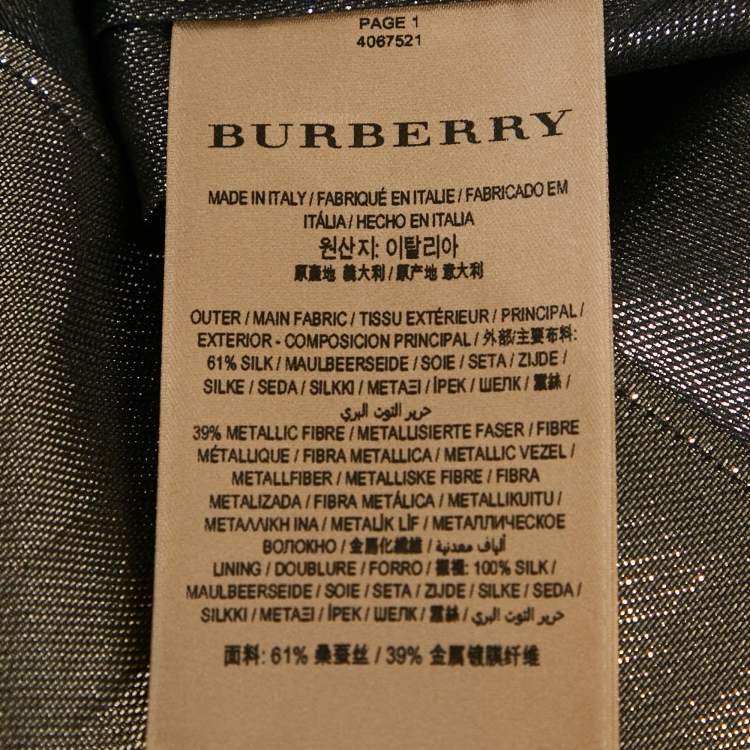 PAGE 1
4067521
BURBERRY
MADE IN ITALY / FABRIQUÉ EN ITALIE / FABRICADO EM
ITÁLIA / HECHO EN ITALIA
원산지: 이탈리아
原產地 義大利 / 原产地 意大利
OUTER / MAIN FABRIC / TISSU EXTÉRIEUR / PRINCIPAL /
EXTERIOR - COMPOSICION PRINCIPAL / 外部/主要布料:
61% SILK / MAULBEERSEIDE / SOIE / SETA / ZIJDE /
SILKE / SEDA / SILKKI / ΜΕΤΑΞΙ / İPEK / ШЕЛК / 蠶絲 /
حرير التوت البري
39% METALLIC FIBRE / METALLISIERTE FASER / FIBRE
MÉTALLIQUE / FIBRA METALLICA / METALLIC VEZEL /
METALLFIBER / METALLISKE FIBRE / FIBRA
METALIZADA / FIBRA METÁLICA / METALLIKUITU /
ΜΕΤΑΛΛΙΚΗ ΙΝΑ / METALİK LİF / МЕТАЛЛИЧЕСКОЕ
ВОЛОКНО / 金屬化纖維 / ألياف معدنية /
LINING / DOUBLURE / FORRO / 裏襯: 100% SILK /
MAULBEERSEIDE / SOIE / SETA / ZIJDE / SILKE / SEDA /
SILKKI / ΜΕΤΑΞΙ / İPEK / ШЕЛК / 蠶絲 / حرير التوت البري
面料: 61% 桑蚕丝 / 39% 金属镀膜纤维